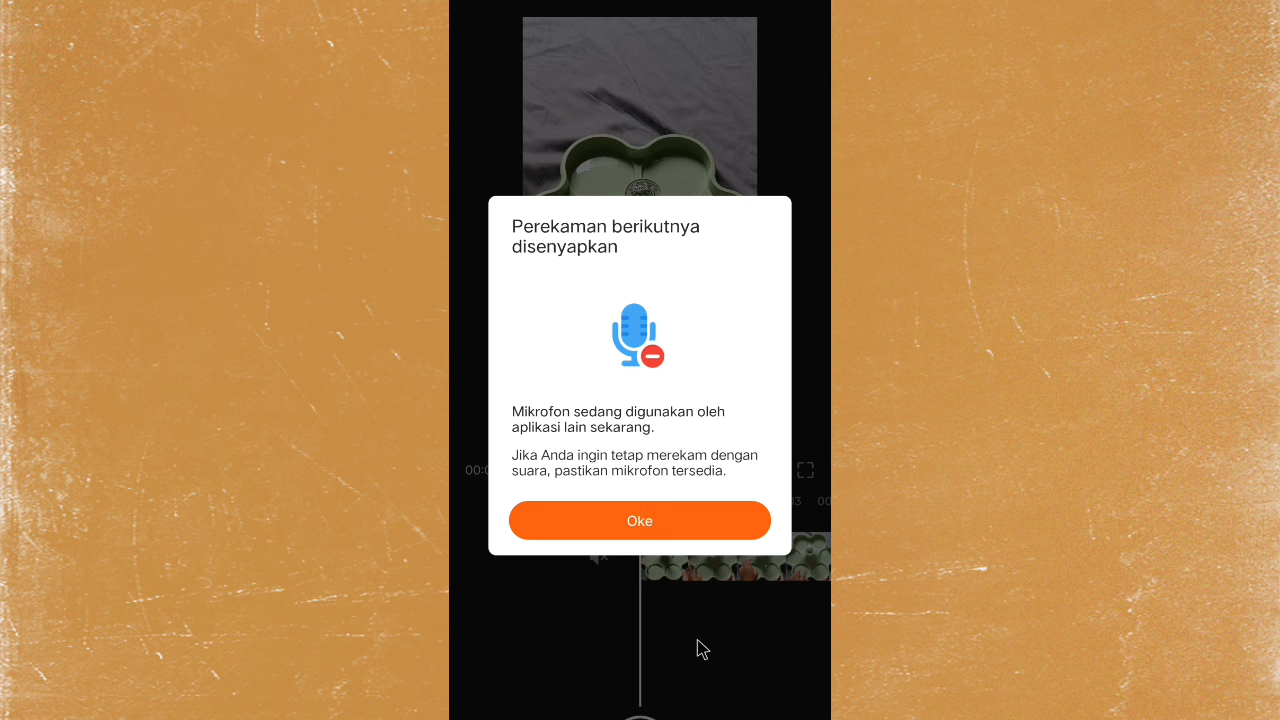 Perekaman berikutnya
disenyapkan
Mikrofon sedang digunakan oleh
aplikasi lain sekarang.
Jika Anda ingin tetap merekam dengan
suara, pastikan mikrofon tersedia.
Oke